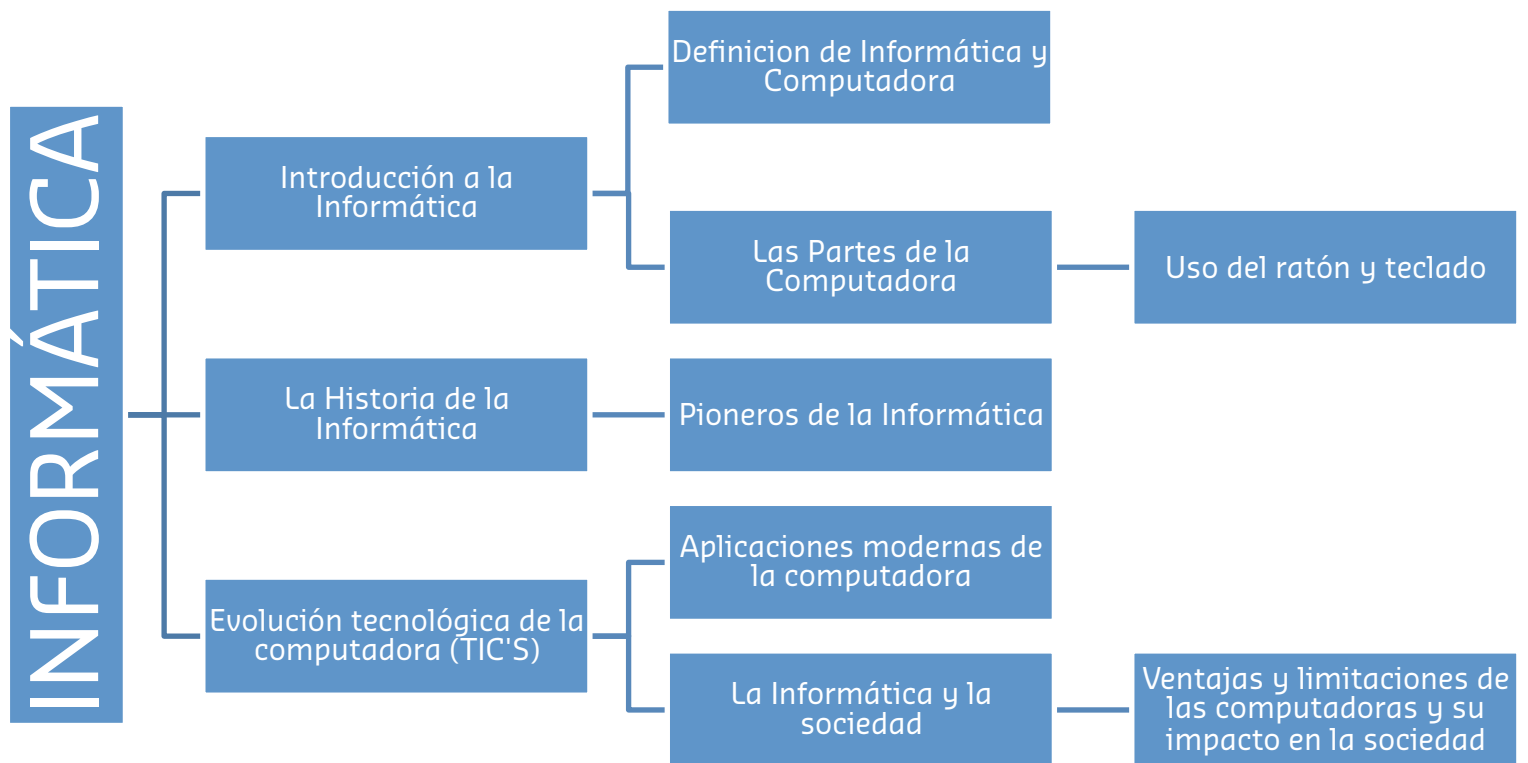 INFORMÁTICA
Introducción a la
Informática
Definicion de Informática y
Computadora
Las Partes de la
Computadora
Uso del ratón y teclado
La Historia de la
Informática
Pioneros de la Informática
Evolución tecnológica de la
computadora (TIC'S)
Aplicaciones modernas de
la computadora
La Informática y la
sociedad
Ventajas y limitaciones de
las computadoras y su
impacto en la sociedad